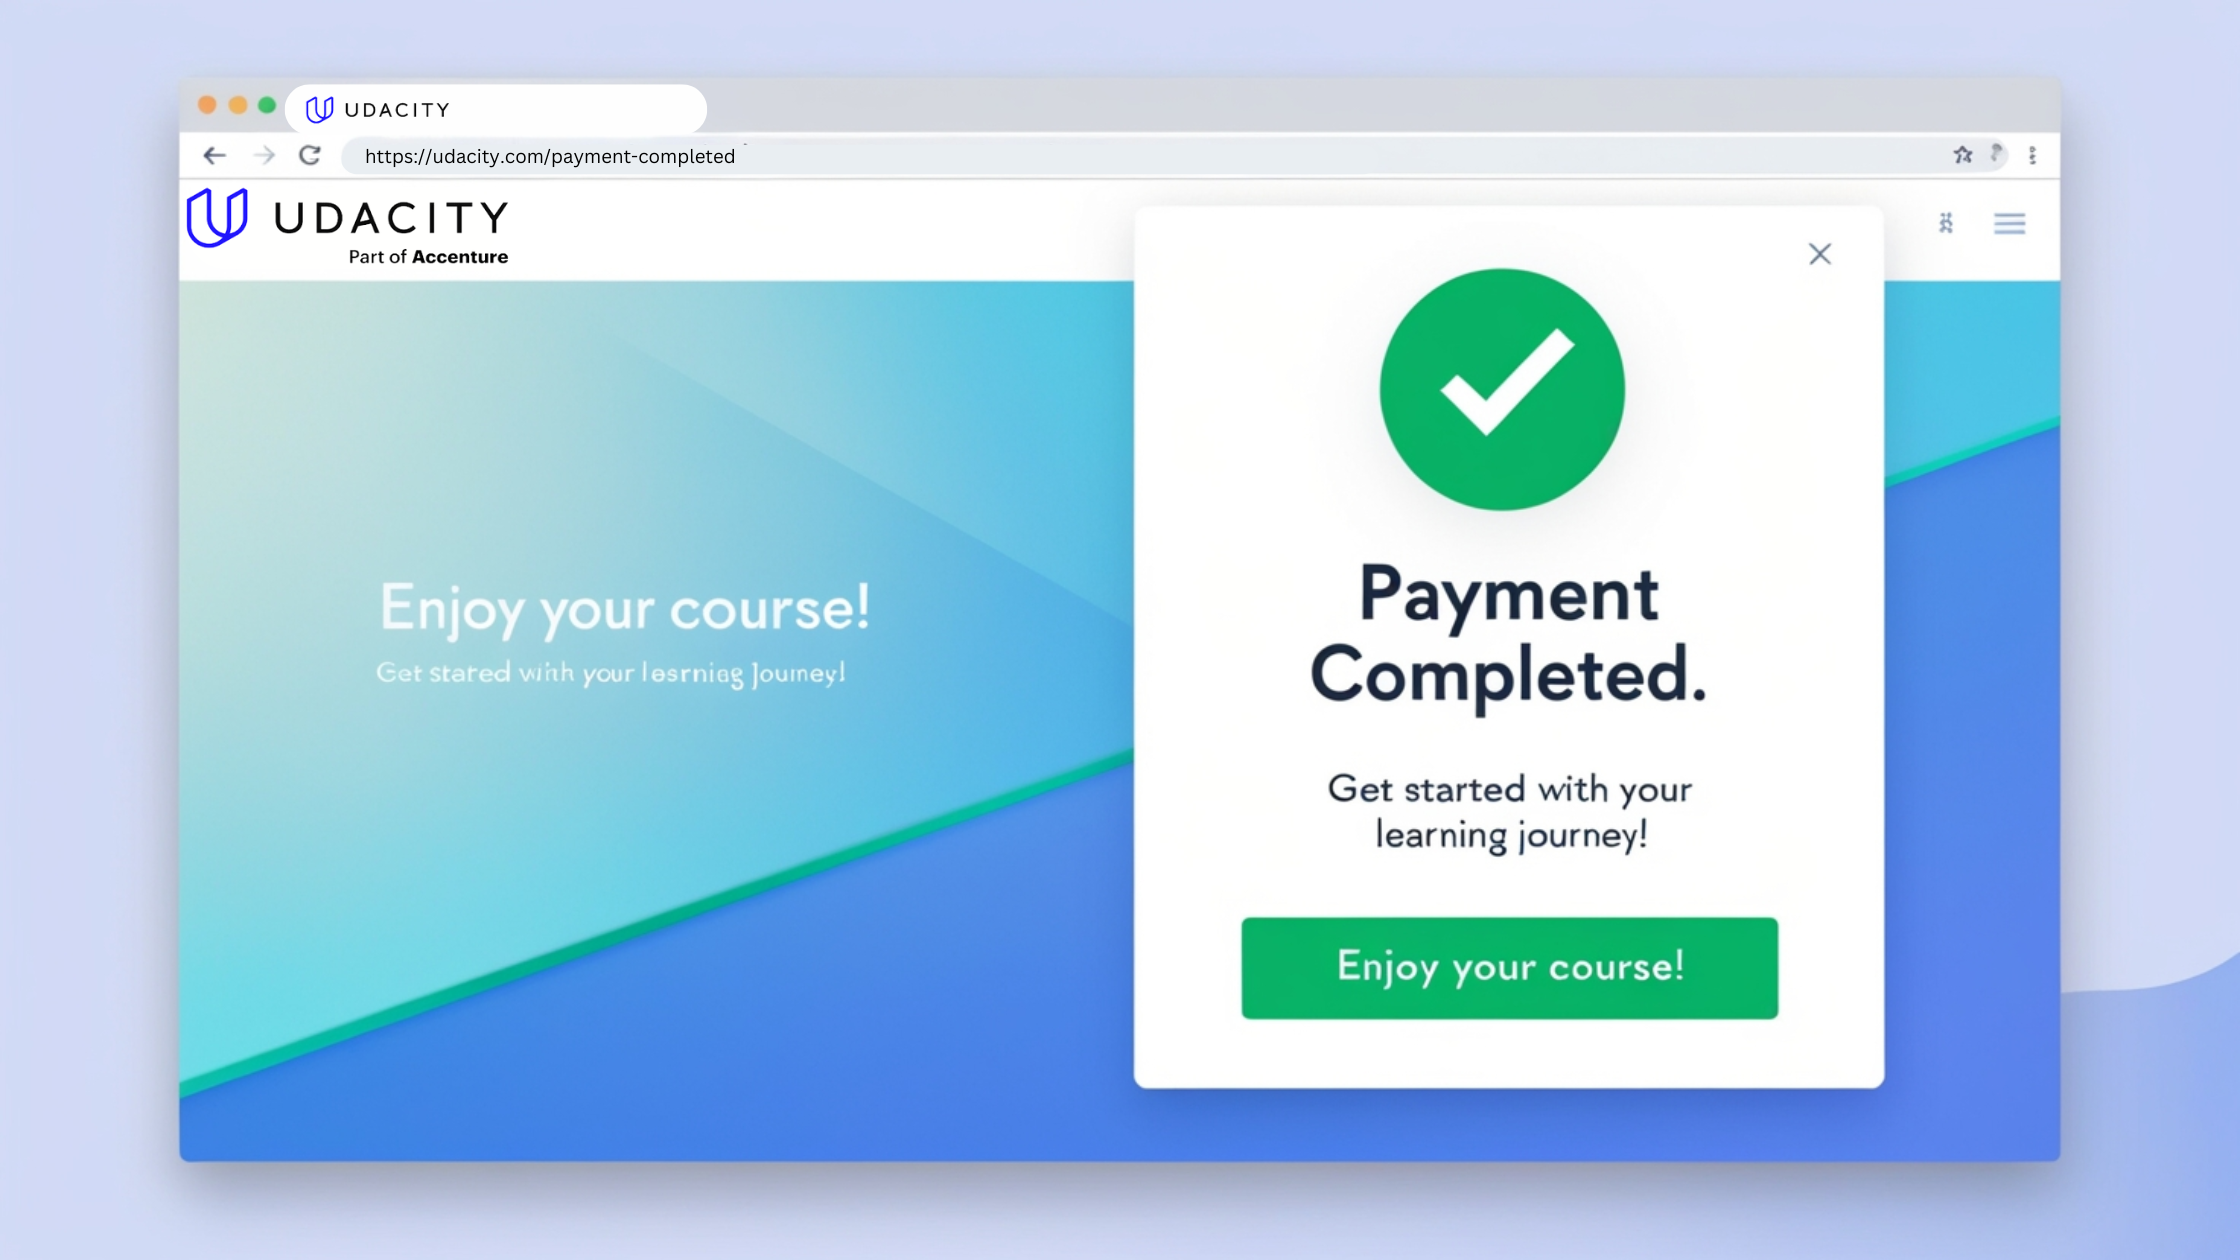 UDACITY
https://udacity.com/payment-completed
UDACITY
Part of Accenture
Enjoy your course!
Get stared with your lesrniag Joumey!
Payment
Completed.
Get started with your
learning journey!
Enjoy your course!